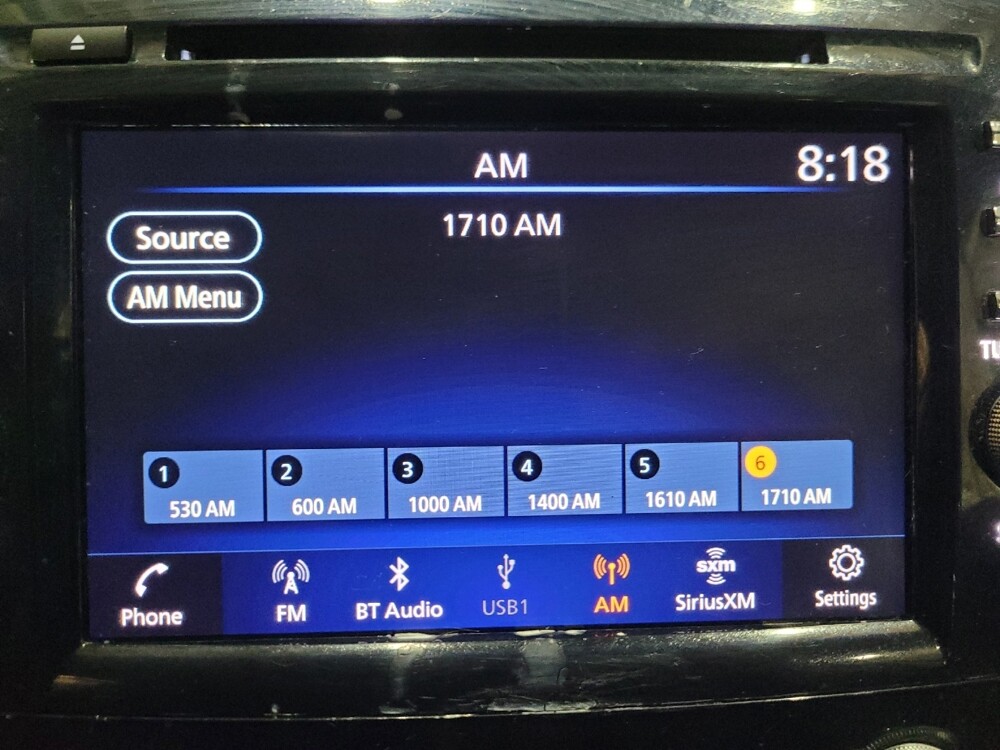 AM
8:18
1710 AM
Source
AM Menu
1
2
3
4
5
6
530 AM
600 AM
1000 AM
1400 AM
1610 AM
1710 AM
sxm
Phone
FM
BT Audio
USB1
AM
SiriusXM
Settings